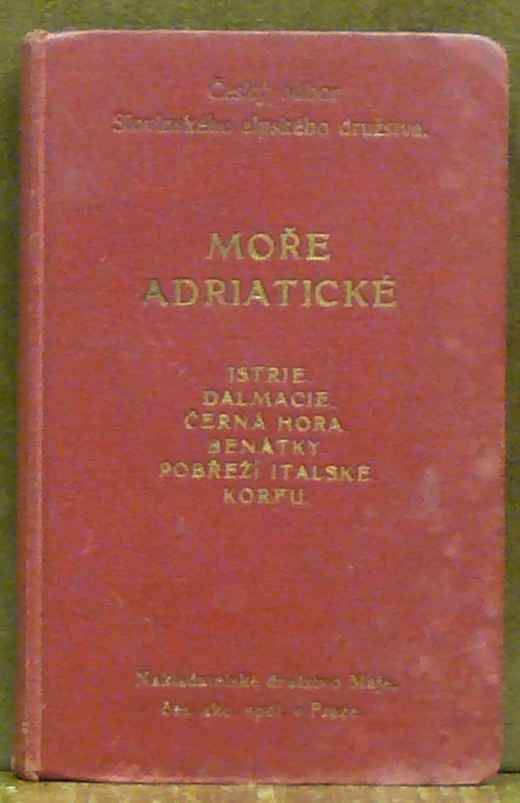 Český odbor
Slovinského alpského družstva.
MOŘE
ADRIATICKÉ
ISTRIE.
DALMACIE.
ČERNÁ HORA.
BENÁTKY.
POBŘEŽÍ ITALSKÉ.
KORFU.
Nakladatelské družstvo Máje,
v Praze.